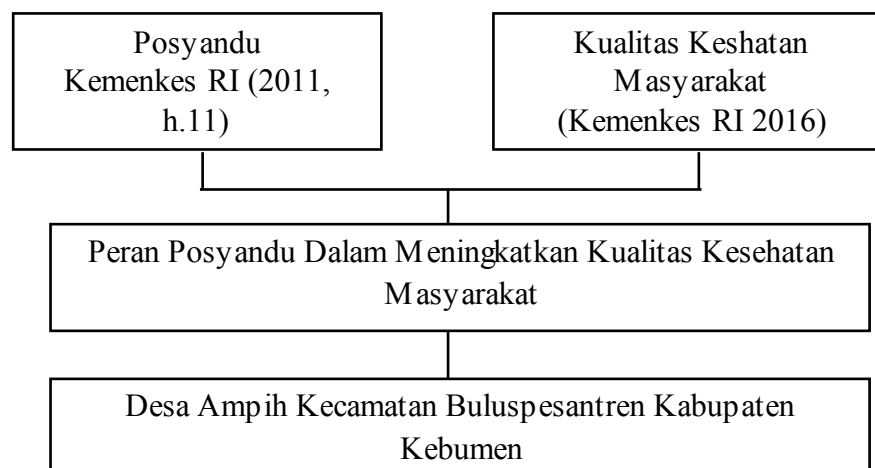 Posyandu
Kemenkes RI (2011,
h.11)
Kualitas Keshatan
Masyarakat
(Kemenkes RI 2016)
Peran Posyandu Dalam Meningkatkan Kualitas Kesehatan
Masyarakat
Desa Ampih Kecamatan Buluspesantren Kabupaten
Kebumen